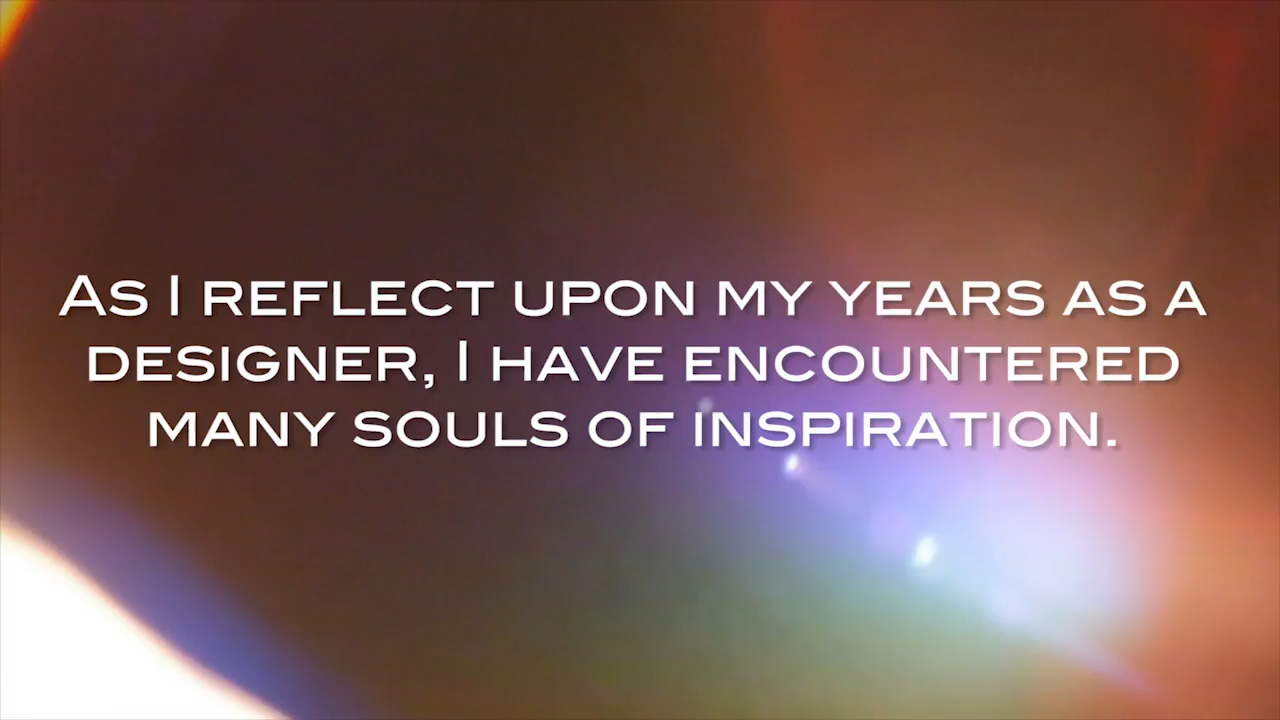 As I reflect upon my years as a
designer, I have encountered
many souls of inspiration.